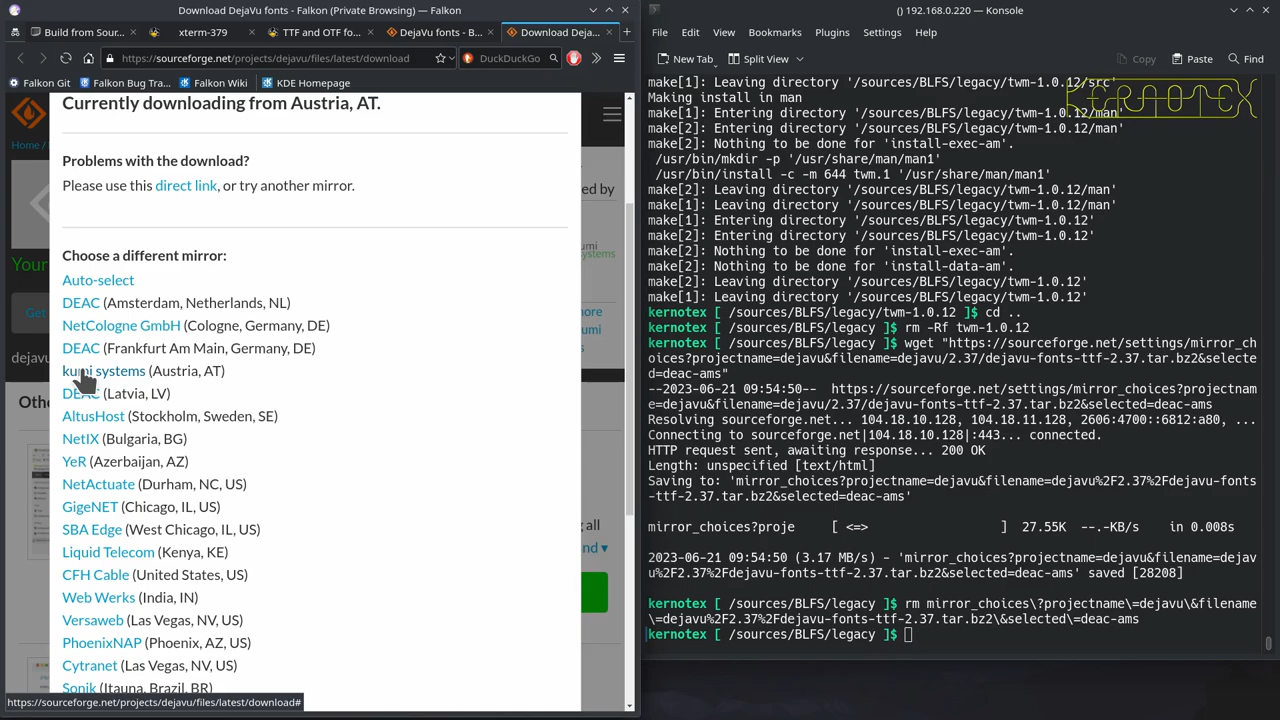 Download DejaVu fonts — Falkon (Private Browsing) — Falkon
Build from Sour...
xterm-379
TTF and OTF fo...
DejaVu fonts - B...
Download Deja...
https://sourceforge.net/projects/dejavu/files/latest/download
DuckDuckGo
Falkon Git
Falkon Bug Tra...
Falkon Wiki
KDE Homepage
Currently downloading from Austria, AT.
Home /
ed by
Problems with the download?
Please use this direct link, or try another mirror.
Your
Get
dejavu
Othe
Choose a different mirror:
Auto-select
DEAC (Amsterdam, Netherlands, NL)
NetCologne GmbH (Cologne, Germany, DE)
DEAC (Frankfurt Am Main, Germany, DE)
kumi systems (Austria, AT)
DEAC (Latvia, LV)
AltusHost (Stockholm, Sweden, SE)
NetIX (Bulgaria, BG)
YeR (Azerbaijan, AZ)
NetActuate (Durham, NC, US)
GigeNET (Chicago, IL, US)
SBA Edge (West Chicago, IL, US)
Liquid Telecom (Kenya, KE)
CFH Cable (United States, US)
Web Werks (India, IN)
Versaweb (Las Vegas, NV, US)
PhoenixNAP (Phoenix, AZ, US)
Cytranet (Las Vegas, NV, US)
Sonik (Itauna, Brazil, BR)
umi
systems
more
umi
s
g all
nd ▾
https://sourceforge.net/projects/dejavu/files/latest/download#
() 192.168.0.220 — Konsole
File Edit View Bookmarks Plugins Settings Help
New Tab Split View Copy Paste Find
KERNOTEX
make[1]: Leaving directory '/sources/BLFS/legacy/twm-1.0.12/src'
Making install in man
make[1]: Entering directory '/sources/BLFS/legacy/twm-1.0.12/man'
make[2]: Entering directory '/sources/BLFS/legacy/twm-1.0.12/man'
make[2]: Nothing to be done for 'install-exec-am'.
/usr/bin/mkdir -p '/usr/share/man/man1'
/usr/bin/install -c -m 644 twm.1 '/usr/share/man/man1'
make[2]: Leaving directory '/sources/BLFS/legacy/twm-1.0.12/man'
make[1]: Leaving directory '/sources/BLFS/legacy/twm-1.0.12/man'
make[1]: Entering directory '/sources/BLFS/legacy/twm-1.0.12'
make[2]: Entering directory '/sources/BLFS/legacy/twm-1.0.12'
make[2]: Nothing to be done for 'install-exec-am'.
make[2]: Nothing to be done for 'install-data-am'.
make[2]: Leaving directory '/sources/BLFS/legacy/twm-1.0.12'
make[1]: Leaving directory '/sources/BLFS/legacy/twm-1.0.12'
kernotex [ /sources/BLFS/legacy/twm-1.0.12 ]$ cd ..
kernotex [ /sources/BLFS/legacy ]$ rm -Rf twm-1.0.12
kernotex [ /sources/BLFS/legacy ]$ wget "https://sourceforge.net/settings/mirror_ch
oices?projectname=dejavu&filename=dejavu/2.37/dejavu-fonts-ttf-2.37.tar.bz2&selecte
d=deac-ams"
--2023-06-21 09:54:50-- https://sourceforge.net/settings/mirror_choices?projectnam
e=dejavu&filename=dejavu/2.37/dejavu-fonts-ttf-2.37.tar.bz2&selected=deac-ams
Resolving sourceforge.net... 104.18.10.128, 104.18.11.128, 2606:4700::6812:a80, ...
Connecting to sourceforge.net|104.18.10.128|:443... connected.
HTTP request sent, awaiting response... 200 OK
Length: unspecified [text/html]
Saving to: 'mirror_choices?projectname=dejavu&filename=dejavu%2F2.37%2Fdejavu-fonts
-ttf-2.37.tar.bz2&selected=deac-ams'
mirror_choices?proje [ <=> ] 27.55K --.-KB/s in 0.008s
2023-06-21 09:54:50 (3.17 MB/s) - 'mirror_choices?projectname=dejavu&filename=dejav
u%2F2.37%2Fdejavu-fonts-ttf-2.37.tar.bz2&selected=deac-ams' saved [28208]
kernotex [ /sources/BLFS/legacy ]$ rm mirror_choices\?projectname\=dejavu\&filename
\=dejavu%2F2.37%2Fdejavu-fonts-ttf-2.37.tar.bz2\&selected\=deac-ams
kernotex [ /sources/BLFS/legacy ]$